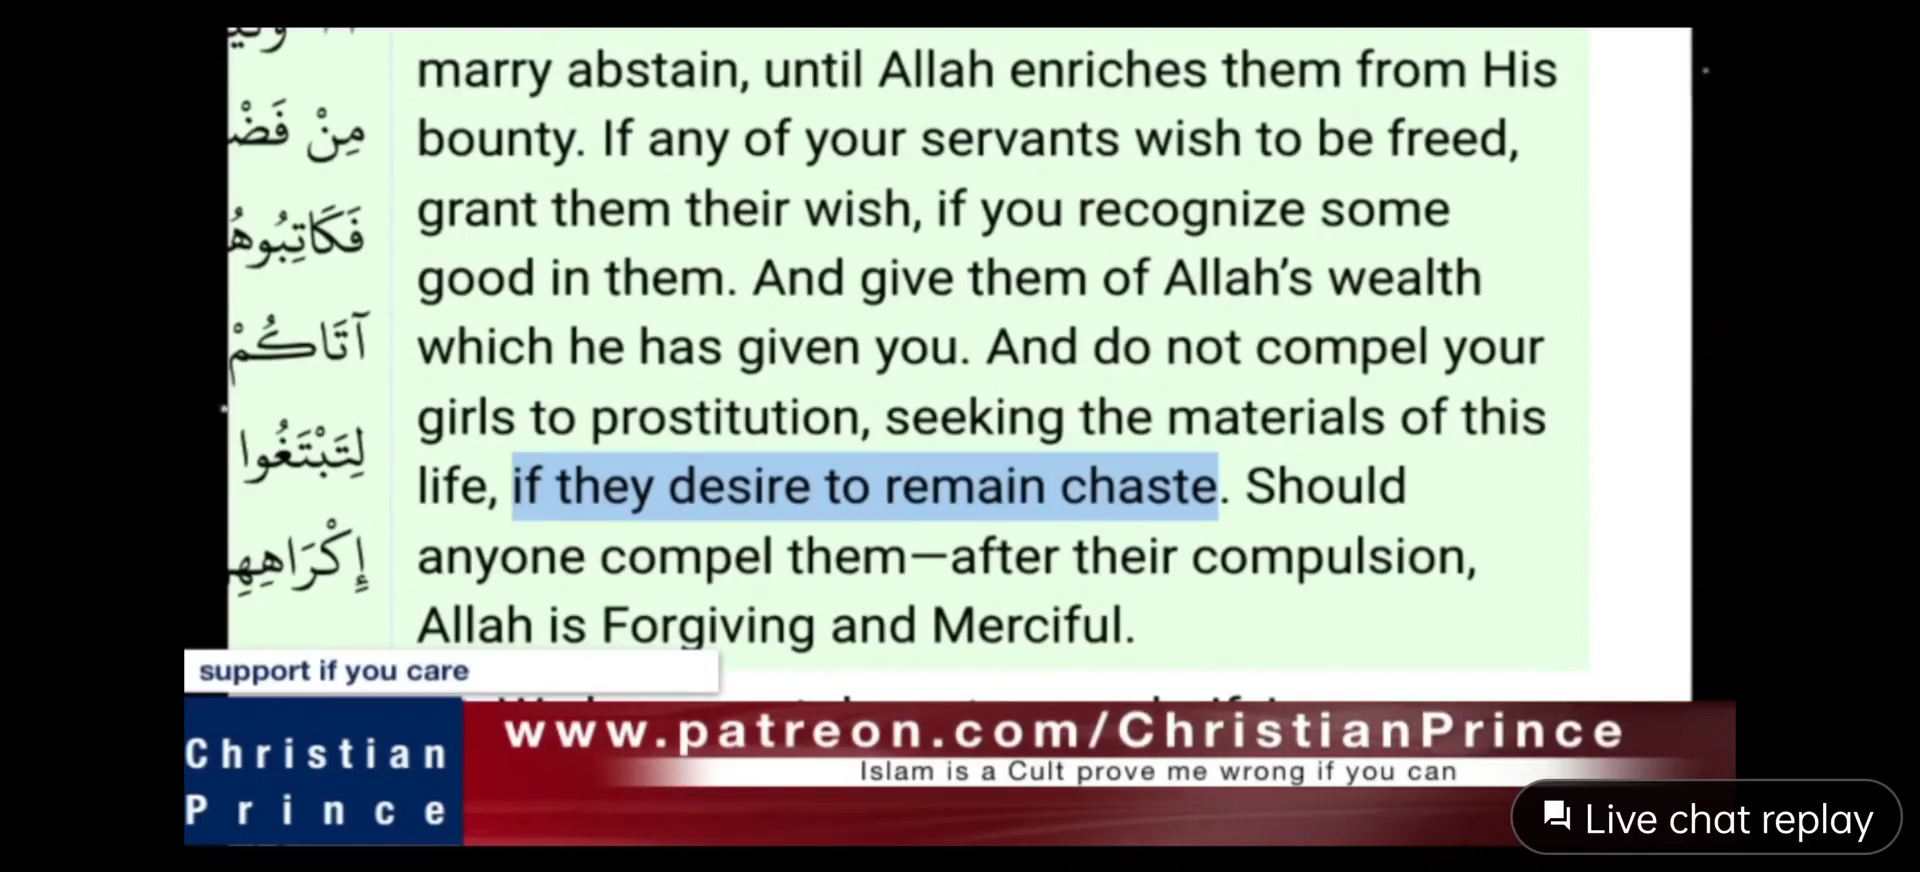 marry abstain, until Allah enriches them from His
bounty. If any of your servants wish to be freed,
grant them their wish, if you recognize some
good in them. And give them of Allah’s wealth
which he has given you. And do not compel your
girls to prostitution, seeking the materials of this
life, if they desire to remain chaste. Should
anyone compel them—after their compulsion,
Allah is Forgiving and Merciful.
مِنْ
آتَاكُمْ
لِتَبْتَغُوا
support if you care
Christian
Prince
www.patreon.com/ChristianPrince
Islam is a Cult prove me wrong if you can
Live chat replay